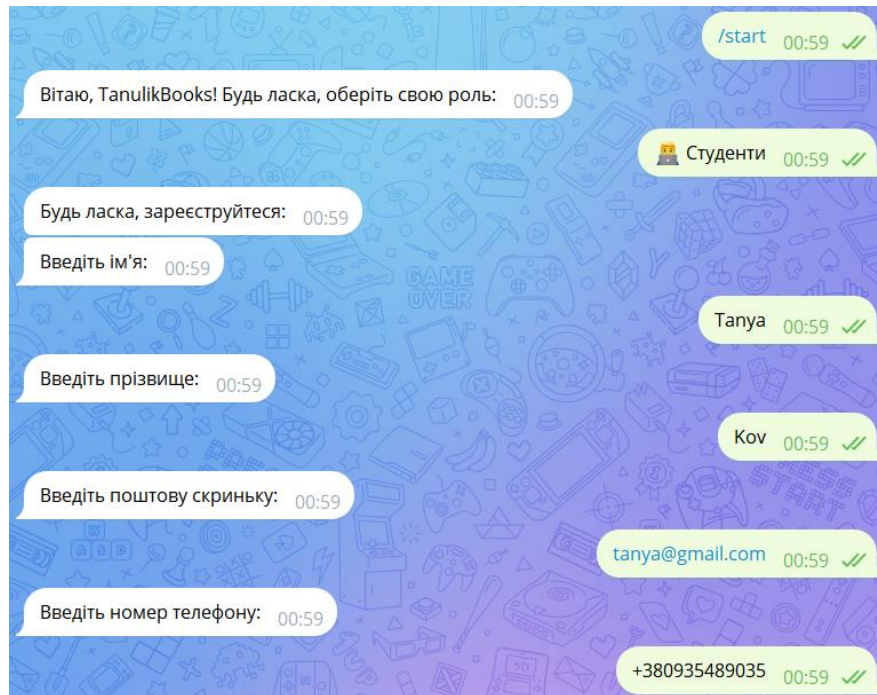 /start 00:59
Вітаю, TanulikBooks! Будь ласка, оберіть свою роль: 00:59
Студенти 00:59
Будь ласка, зареєструйтеся: 00:59
Введіть ім'я: 00:59
GAME
OVER
Tanya 00:59
Введіть прізвище: 00:59
Kov 00:59
Введіть поштову скриньку: 00:59
tanya@gmail.com 00:59
Введіть номер телефону: 00:59
+380935489035 00:59